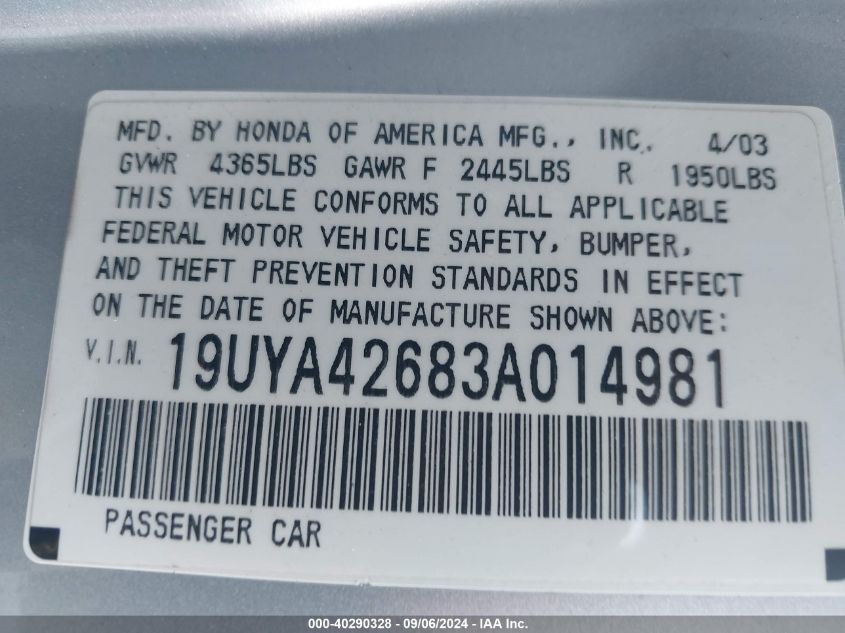 MFD. BY HONDA OF AMERICA MFG., INC. 4/03
GVWR 4365LBS GAWR F 2445LBS R 1950LBS
THIS VEHICLE CONFORMS TO ALL APPLICABLE
FEDERAL MOTOR VEHICLE SAFETY, BUMPER,
AND THEFT PREVENTION STANDARDS IN EFFECT
ON THE DATE OF MANUFACTURE SHOWN ABOVE:
V.I.N. 19UYA42683A014981
PASSENGER CAR
000-40290328 - 09/06/2024 - IAA Inc.